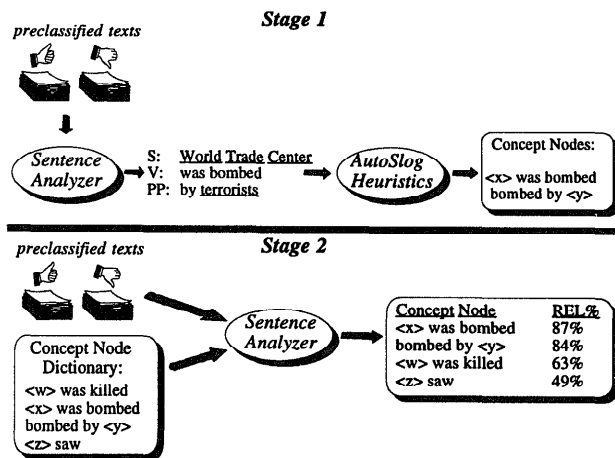 Stage 1
preclassified texts
Sentence
Analyzer
S: World Trade Center
V: was bombed
PP: by terrorists
AutoSlog
Heuristics
Concept Nodes:
<x> was bombed
bombed by <y>
Stage 2
preclassified texts
Concept Node
Dictionary:
<w> was killed
<x> was bombed
bombed by <y>
<z> saw
Sentence
Analyzer
Concept Node REL%
<x> was bombed 87%
bombed by <y> 84%
<w> was killed 63%
<z> saw 49%